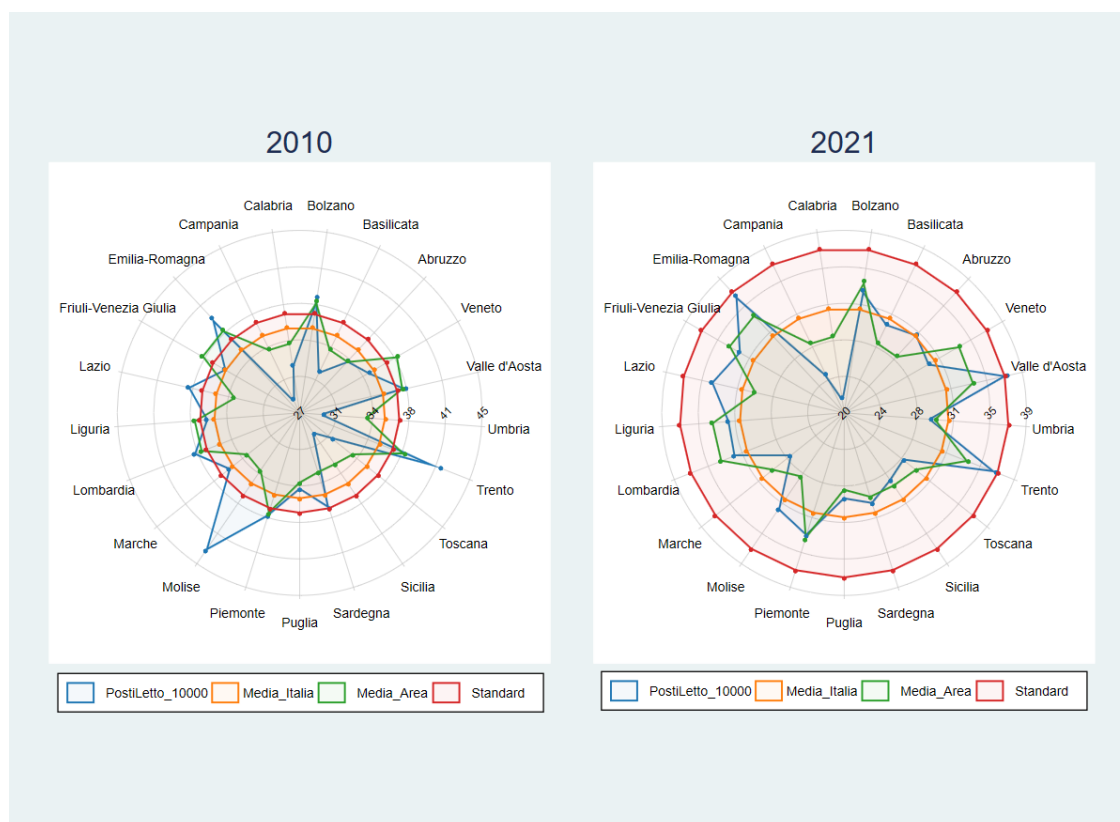 2010
Calabria Bolzano
Campania Basilicata
Emilia-Romagna Abruzzo
Friuli-Venezia Giulia Veneto
Lazio Valle d'Aosta
27 31 34 38 41 45
Liguria Umbria
Lombardia Trento
Marche Toscana
Molise Sicilia
Piemonte Sardegna
Puglia
PostiLetto_10000 Media_Italia Media_Area Standard
2021
Calabria Bolzano
Campania Basilicata
Emilia-Romagna Abruzzo
Friuli-Venezia Giulia Veneto
Lazio Valle d'Aosta
20 24 28 31 35 39
Liguria Umbria
Lombardia Trento
Marche Toscana
Molise Sicilia
Piemonte Sardegna
Puglia
PostiLetto_10000 Media_Italia Media_Area Standard